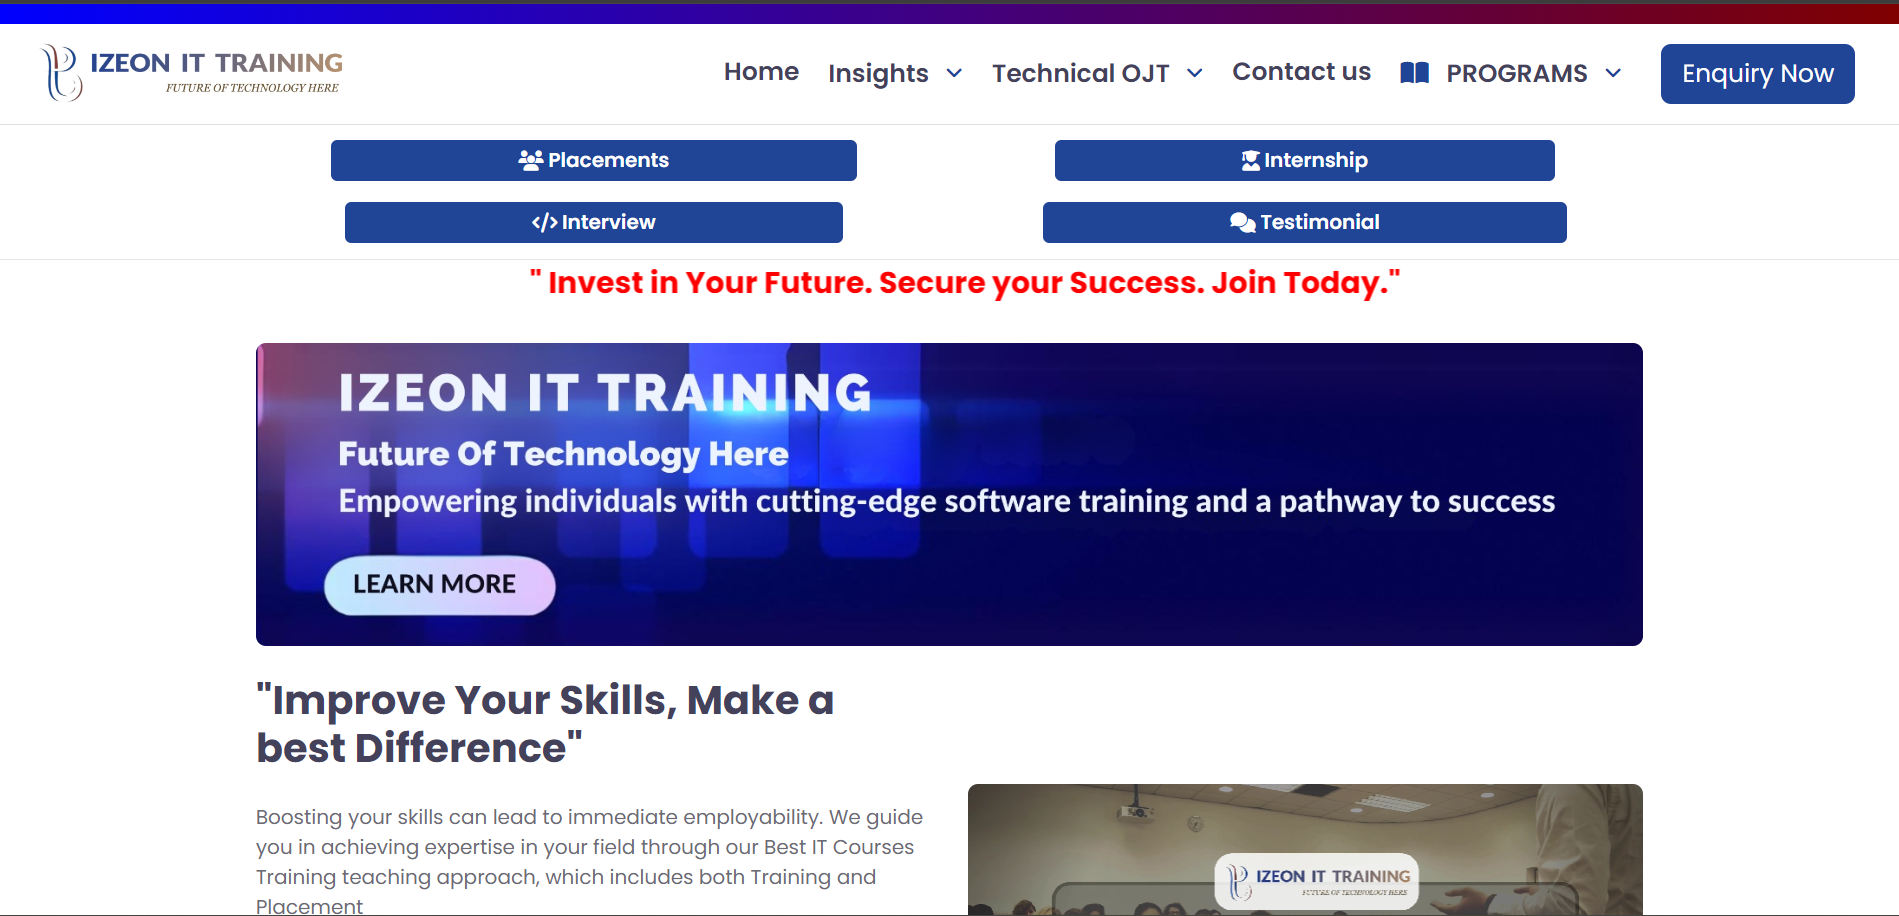 IZEON IT TRAINING
FUTURE OF TECHNOLOGY HERE
Home Insights Technical OJT Contact us PROGRAMS Enquiry Now
Placements Internship
Interview Testimonial
" Invest in Your Future. Secure your Success. Join Today."
IZEON IT TRAINING
Future Of Technology Here
Empowering individuals with cutting-edge software training and a pathway to success
LEARN MORE
"Improve Your Skills, Make a
best Difference"
Boosting your skills can lead to immediate employability. We guide
you in achieving expertise in your field through our Best IT Courses
Training teaching approach, which includes both Training and
Placement
IZEON IT TRAINING
FUTURE OF TECHNOLOGY HERE